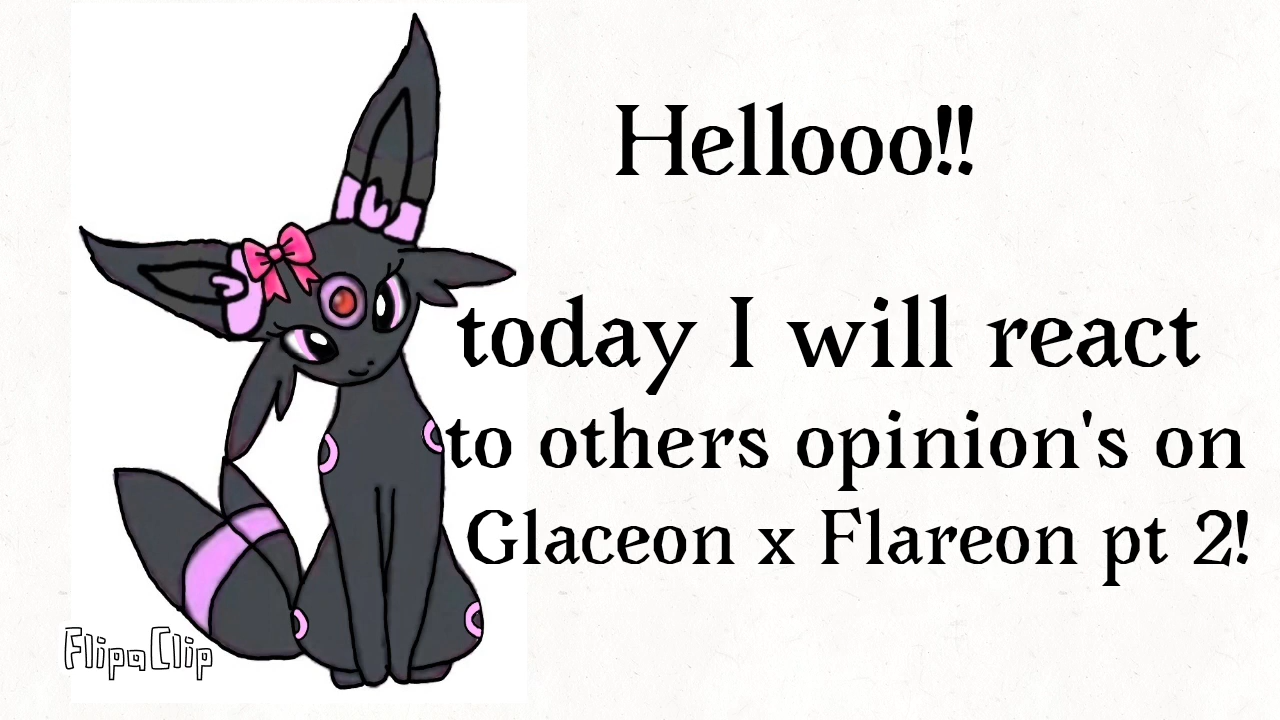 Hellooo!!
today I will react
to others opinion's on
Glaceon x Flareon pt 2!
FlipaClip